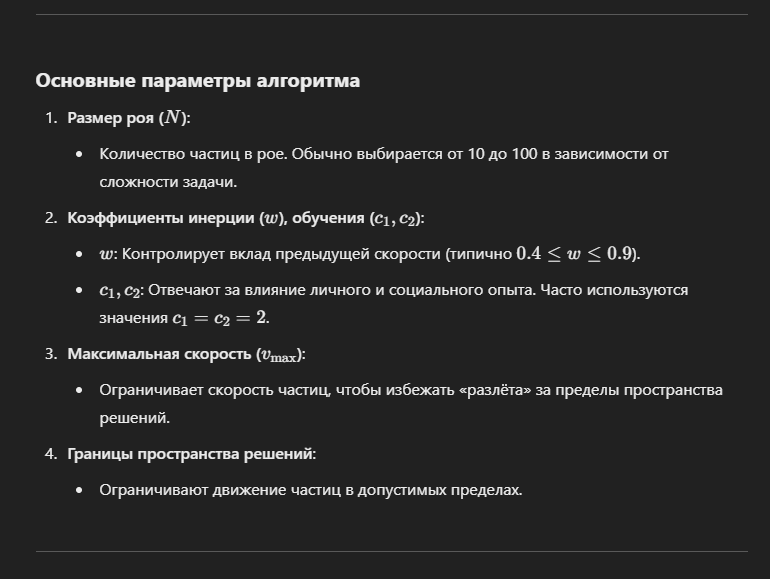 Основные параметры алгоритма
1. Размер роя (N):
• Количество частиц в рое. Обычно выбирается от 10 до 100 в зависимости от
сложности задачи.
2. Коэффициенты инерции (w), обучения (c₁, c₂):
• w: Контролирует вклад предыдущей скорости (типично 0.4 ≤ w ≤ 0.9).
• c₁, c₂: Отвечают за влияние личного и социального опыта. Часто используются
значения c₁ = c₂ = 2.
3. Максимальная скорость (vmax):
• Ограничивает скорость частиц, чтобы избежать «разлёта» за пределы пространства
решений.
4. Границы пространства решений:
• Ограничивают движение частиц в допустимых пределах.